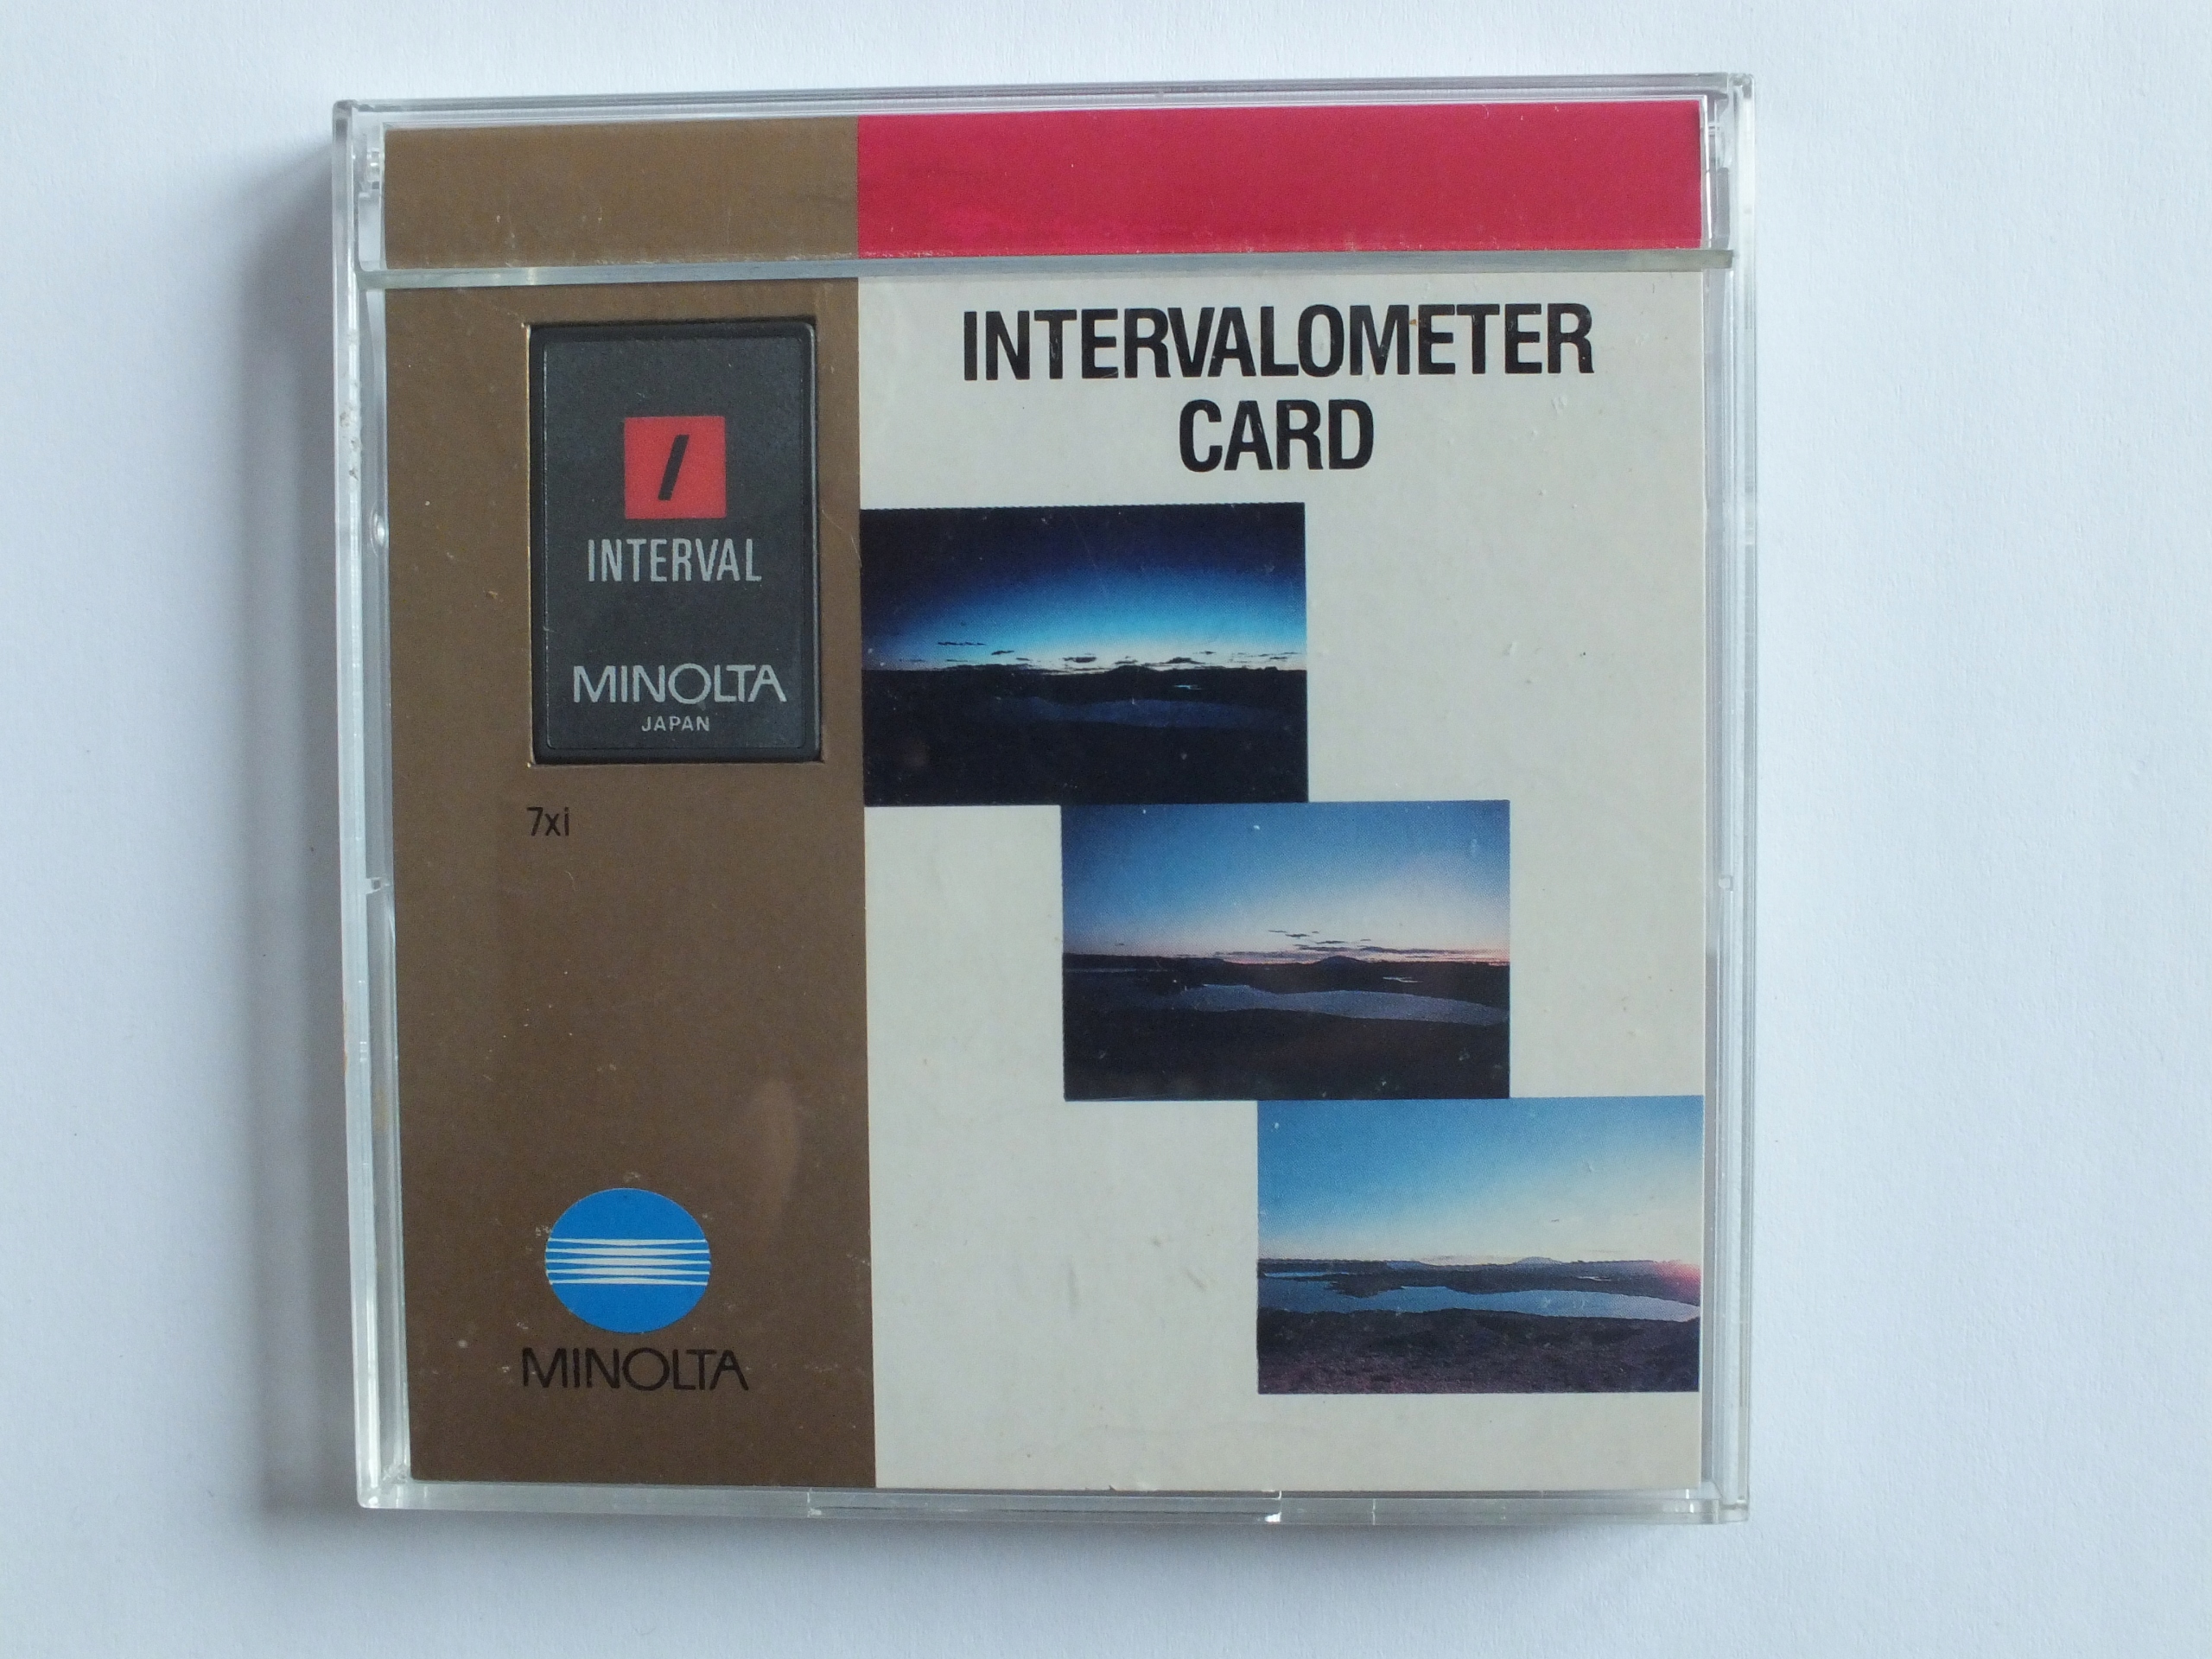 INTERVALOMETER
CARD
I
INTERVAL
MINOLTA
JAPAN
7xi
MINOLTA